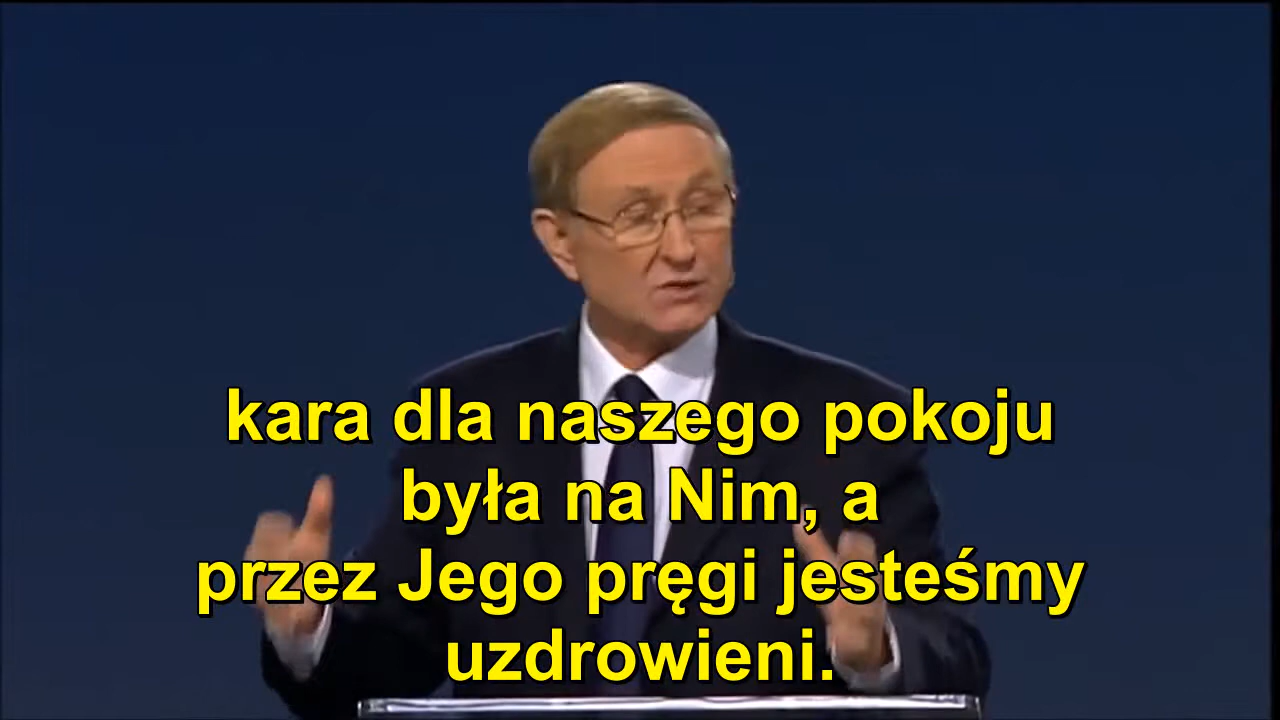 kara dla naszego pokoju
była na Nim, a
przez Jego pręgi jesteśmy
uzdrowieni.